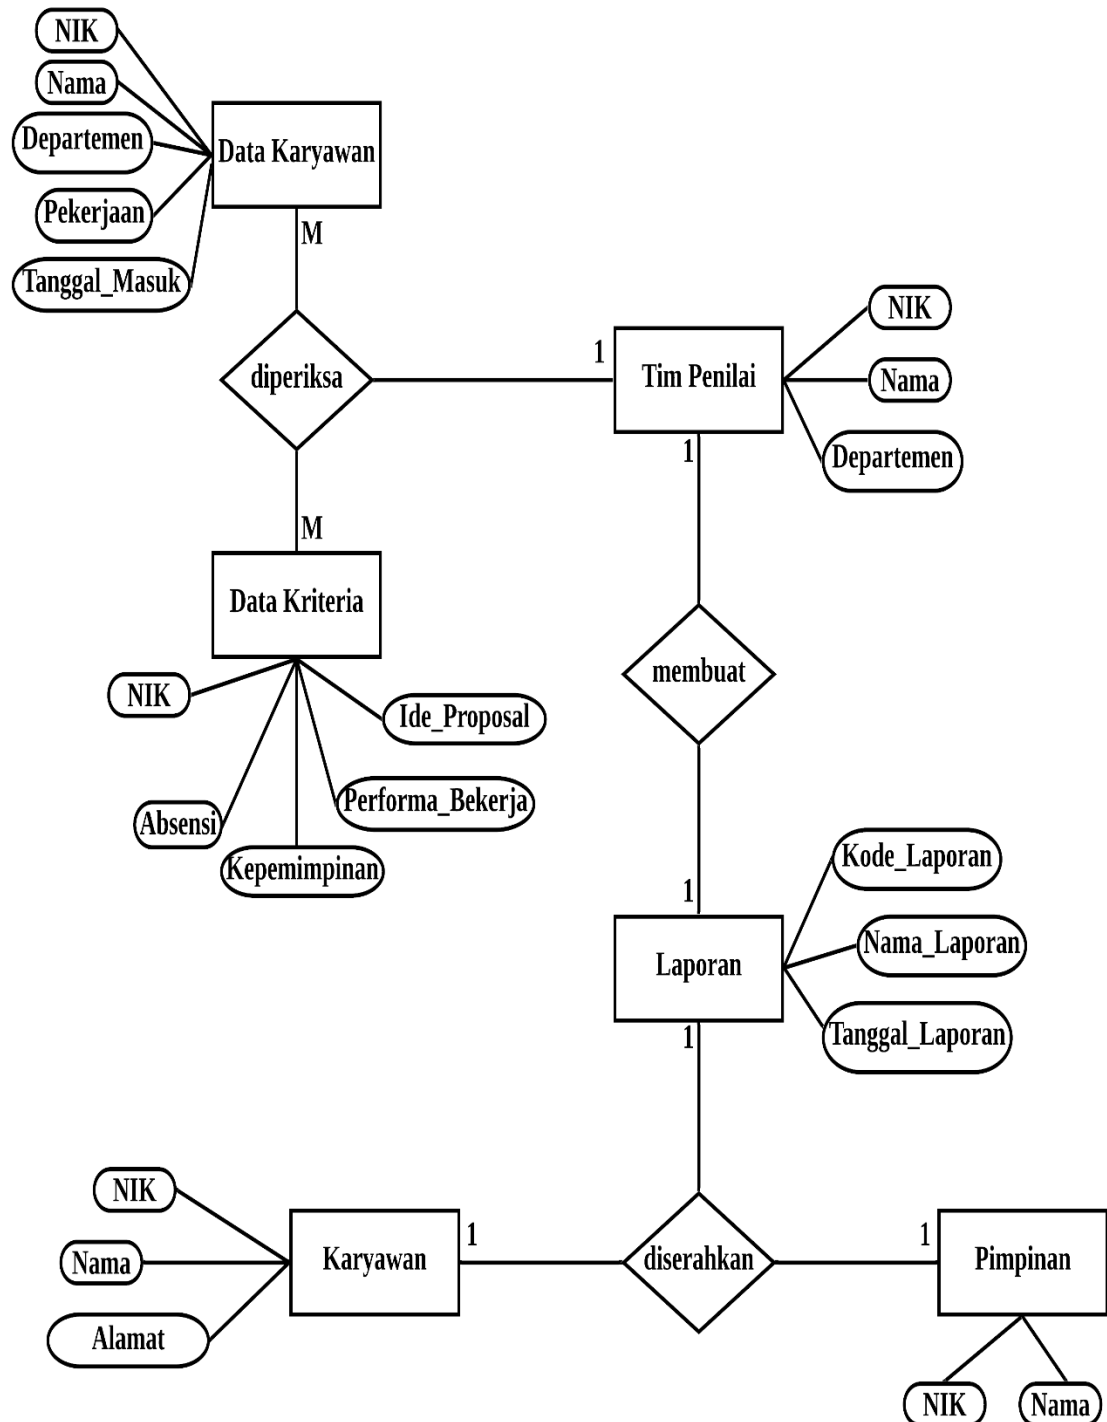 NIK
Nama
Departemen
Data Karyawan
Pekerjaan
M
Tanggal_Masuk
NIK
1
diperiksa
Tim Penilai
Nama
1
Departemen
M
Data Kriteria
membuat
NIK
Ide_Proposal
Performa_Bekerja
Absensi
Kepemimpinan
Kode_Laporan
1
Nama_Laporan
Laporan
Tanggal_Laporan
1
NIK
1
1
Nama
Karyawan
diserahkan
Pimpinan
Alamat
NIK
Nama